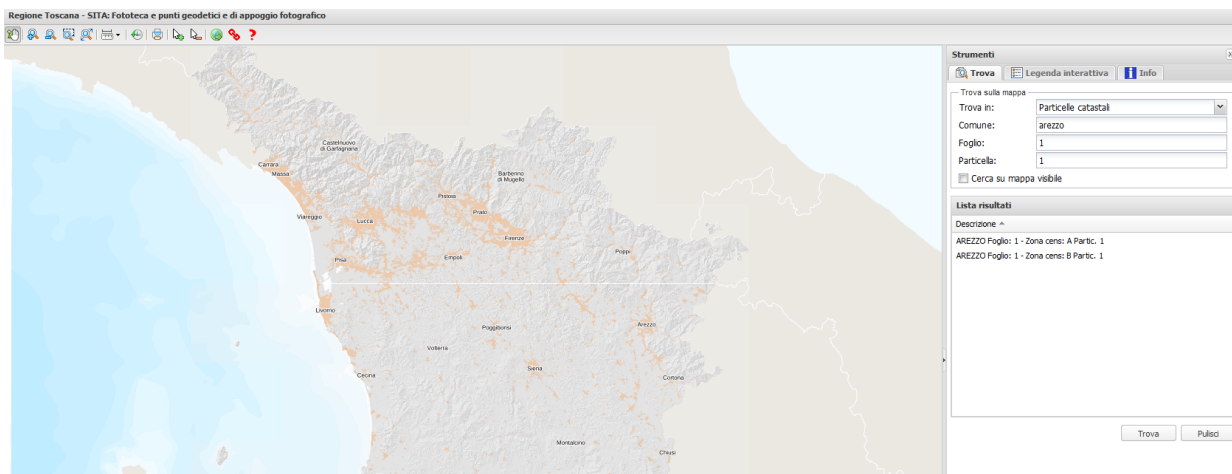 Regione Toscana - SITA: Fototeca e punti geodetici e di appoggio fotografico
Strumenti
Trova
Legenda interattiva
Info
Trova sulla mappa
Trova in: Particelle catastali
Comune: arezzo
Foglio: 1
Particella: 1
Cerca su mappa visibile
Lista risultati
Descrizione
AREZZO Foglio: 1 - Zona cens: A Partic. 1
AREZZO Foglio: 1 - Zona cens: B Partic. 1
Trova
Pulisci
Castelnuovo
di Garfagnana
Carrara
Massa
Barberino
di Mugello
Pistoia
Prato
Viareggio
Lucca
Firenze
Poppi
Pisa
Empoli
Livorno
Poggibonsi
Arezzo
Volterra
Siena
Cecina
Cortona
Montalcino
Chiusi